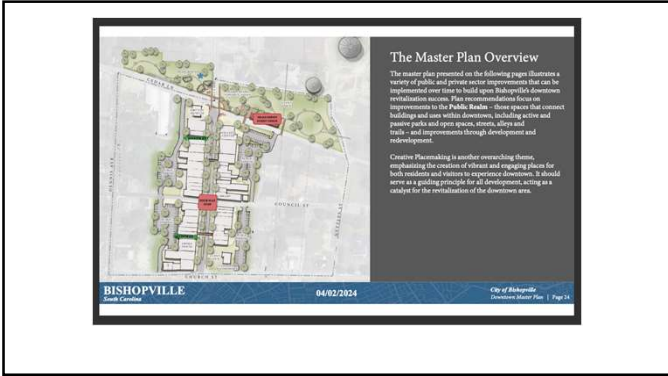 The Master Plan Overview
The master plan presented on the following pages illustrates a
variety of public and private sector improvements that can be
implemented over time to build upon Bishopville's downtown
revitalization success. Plan recommendations focus on
improvements to the Public Realm – those spaces that connect
buildings and uses within downtown, including active and
passive parks and open spaces, streets, alleys and
trails – and improvements through development and
redevelopment.
Creative Placemaking is another overarching theme,
emphasizing the creation of vibrant and engaging places for
both residents and visitors to experience downtown. It should
serve as a guiding principle for all development, acting as a
catalyst for the revitalization of the downtown area.
CEDAR LN
COUNCIL ST
CHURCH ST
BISHOPVILLE
South Carolina
04/02/2024
City of Bishopville
Downtown Master Plan | Page 24